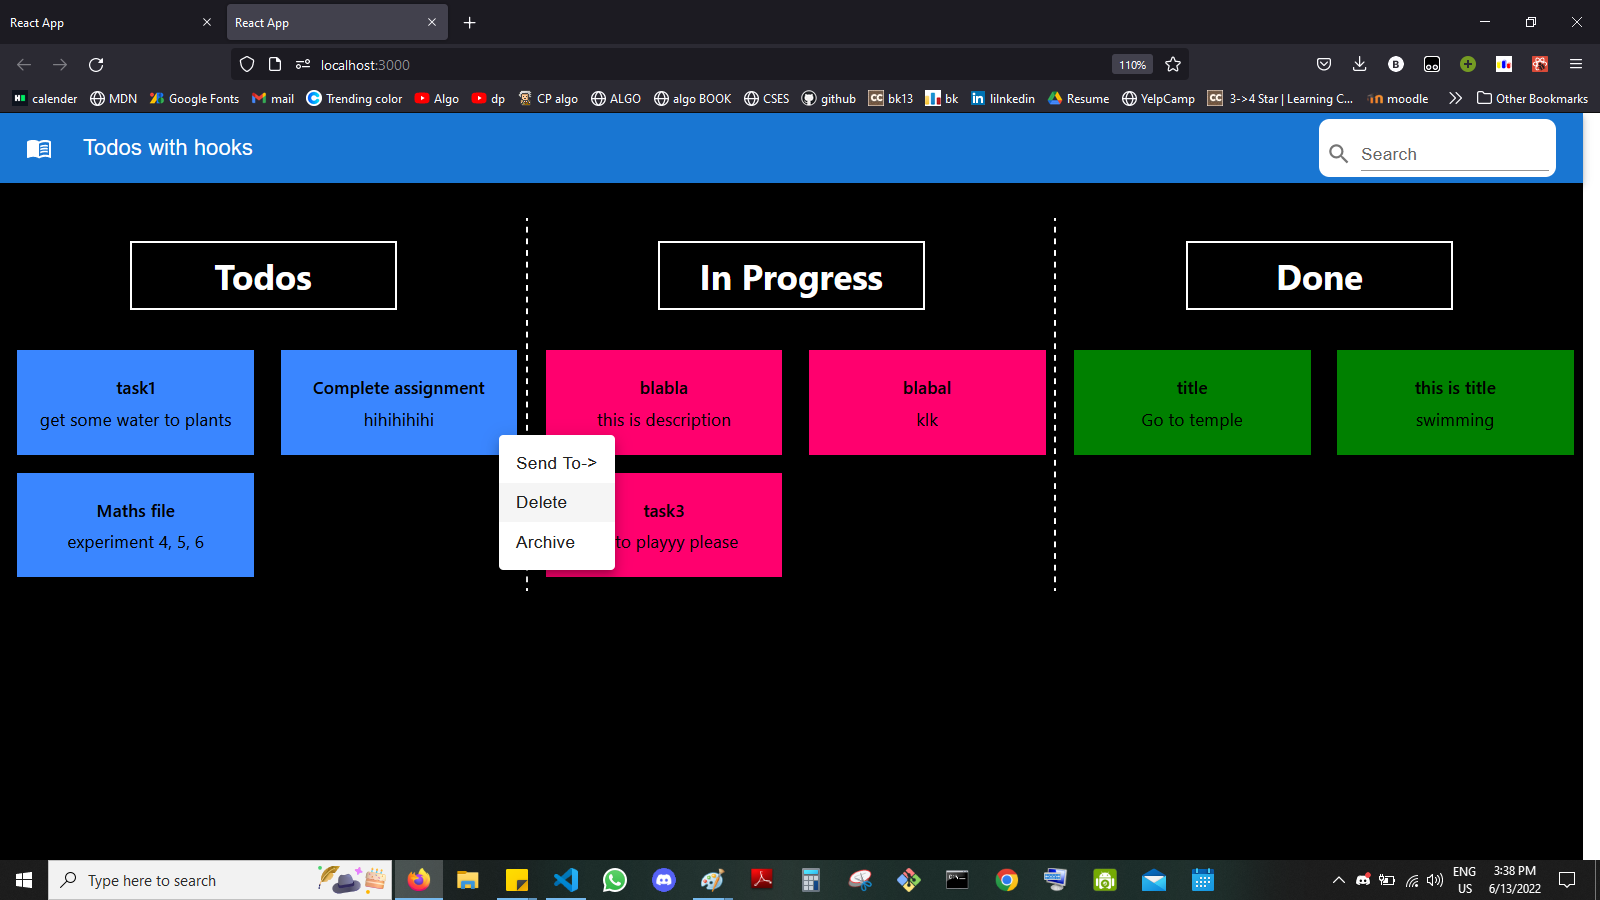 React App
React App
localhost:3000
110%
calender
MDN
Google Fonts
mail
Trending color
Algo
dp
CP algo
ALGO
algo BOOK
CSES
github
bk13
bk
lilnkedin
Resume
YelpCamp
3->4 Star | Learning C...
moodle
Other Bookmarks
Todos with hooks
Search
Todos
In Progress
Done
task1
get some water to plants
Complete assignment
hihihihihi
blabla
this is description
blabal
klk
title
Go to temple
this is title
swimming
Send To->
Delete
Archive
Maths file
experiment 4, 5, 6
task3
to playyy please
Type here to search
ENG
US
3:38 PM
6/13/2022